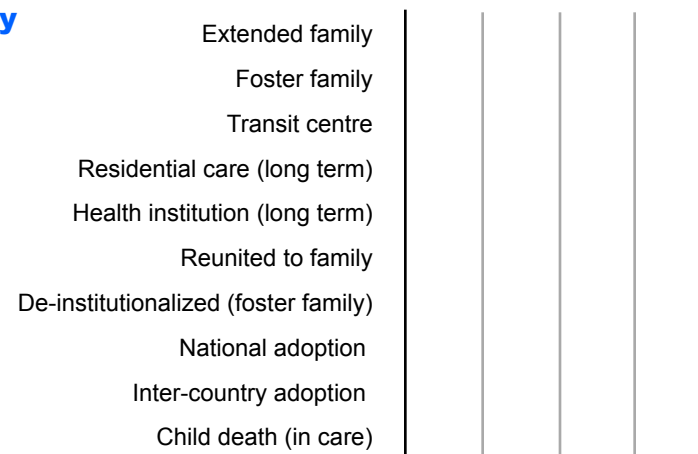 y
Extended family
Foster family
Transit centre
Residential care (long term)
Health institution (long term)
Reunited to family
De-institutionalized (foster family)
National adoption
Inter-country adoption
Child death (in care)